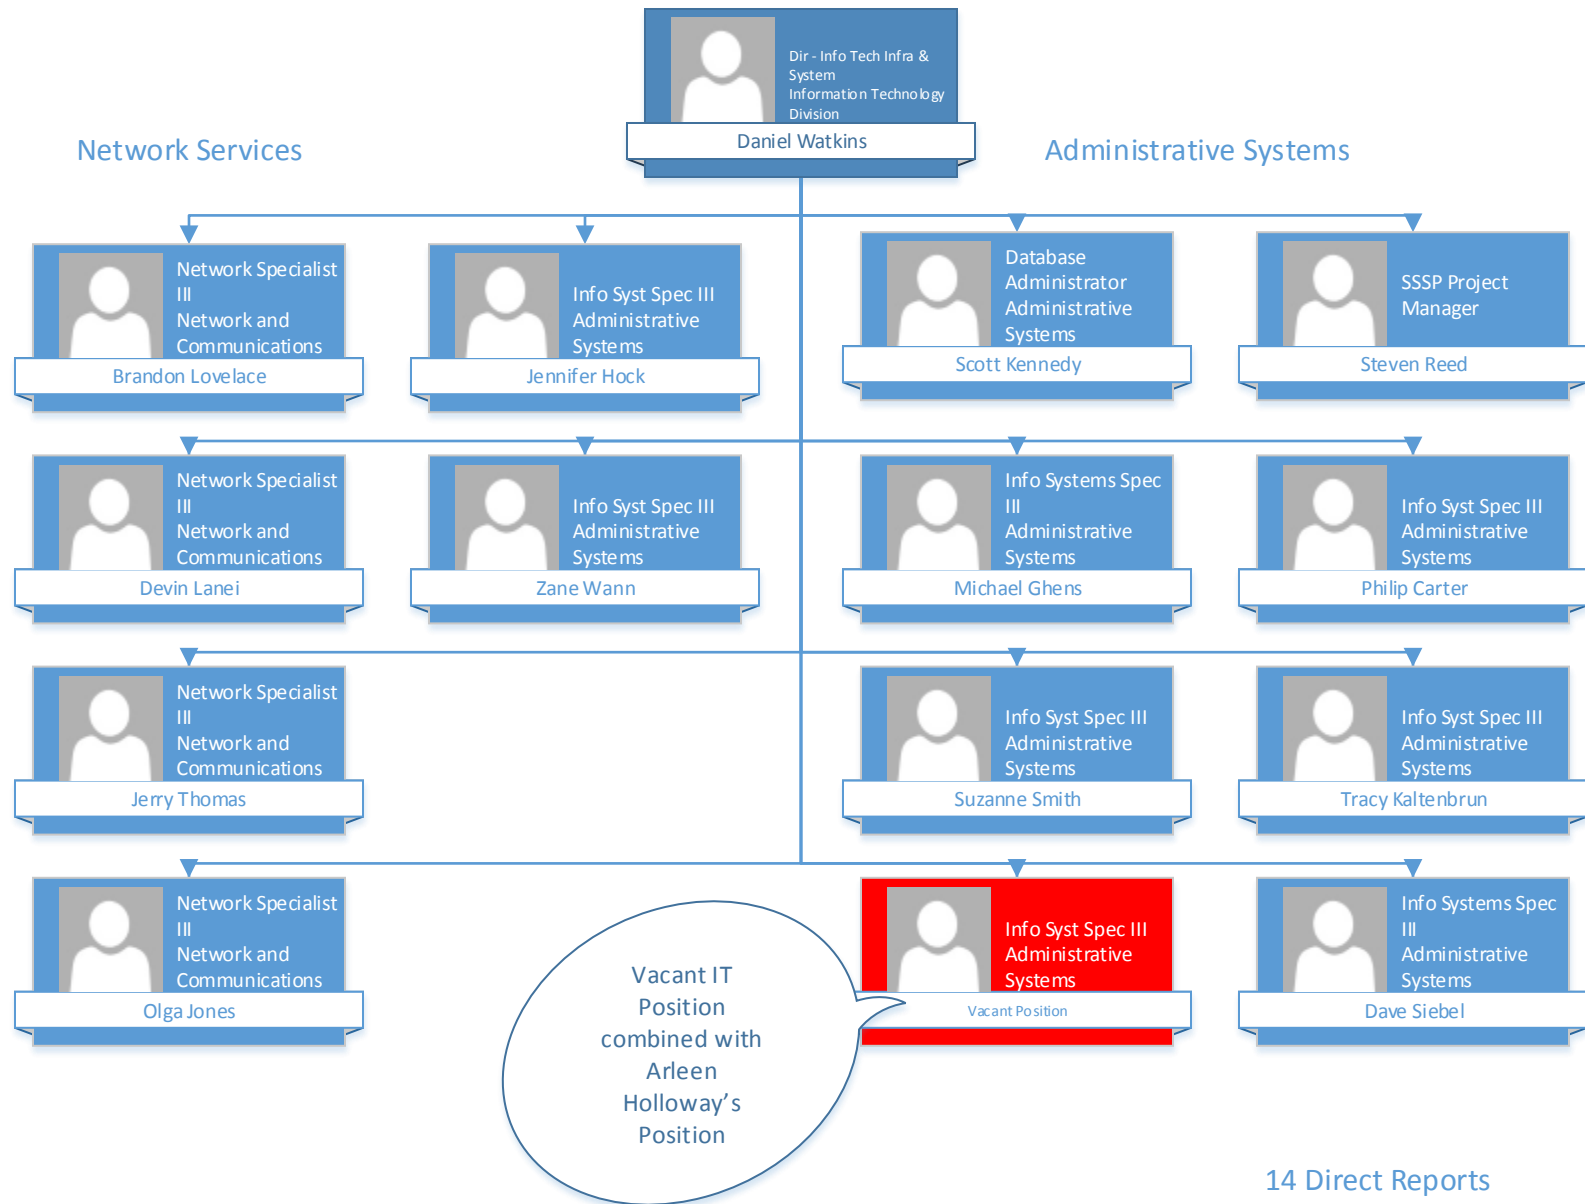 Dir - Info Tech Infra &
System
Information Technology
Division
Daniel Watkins
Network Services
Administrative Systems
Network Specialist
III
Network and
Communications
Brandon Lovelace
Info Syst Spec III
Administrative
Systems
Jennifer Hock
Database
Administrator
Administrative
Systems
Scott Kennedy
SSSP Project
Manager
Steven Reed
Network Specialist
III
Network and
Communications
Devin Lanei
Info Syst Spec III
Administrative
Systems
Zane Wann
Info Systems Spec
III
Administrative
Systems
Michael Ghens
Info Syst Spec III
Administrative
Systems
Philip Carter
Network Specialist
III
Network and
Communications
Jerry Thomas
Info Syst Spec III
Administrative
Systems
Suzanne Smith
Info Syst Spec III
Administrative
Systems
Tracy Kaltenbrun
Network Specialist
III
Network and
Communications
Olga Jones
Vacant IT
Position
combined with
Arleen
Holloway’s
Position
Info Syst Spec III
Administrative
Systems
Vacant Position
Info Systems Spec
III
Administrative
Systems
Dave Siebel
14 Direct Reports